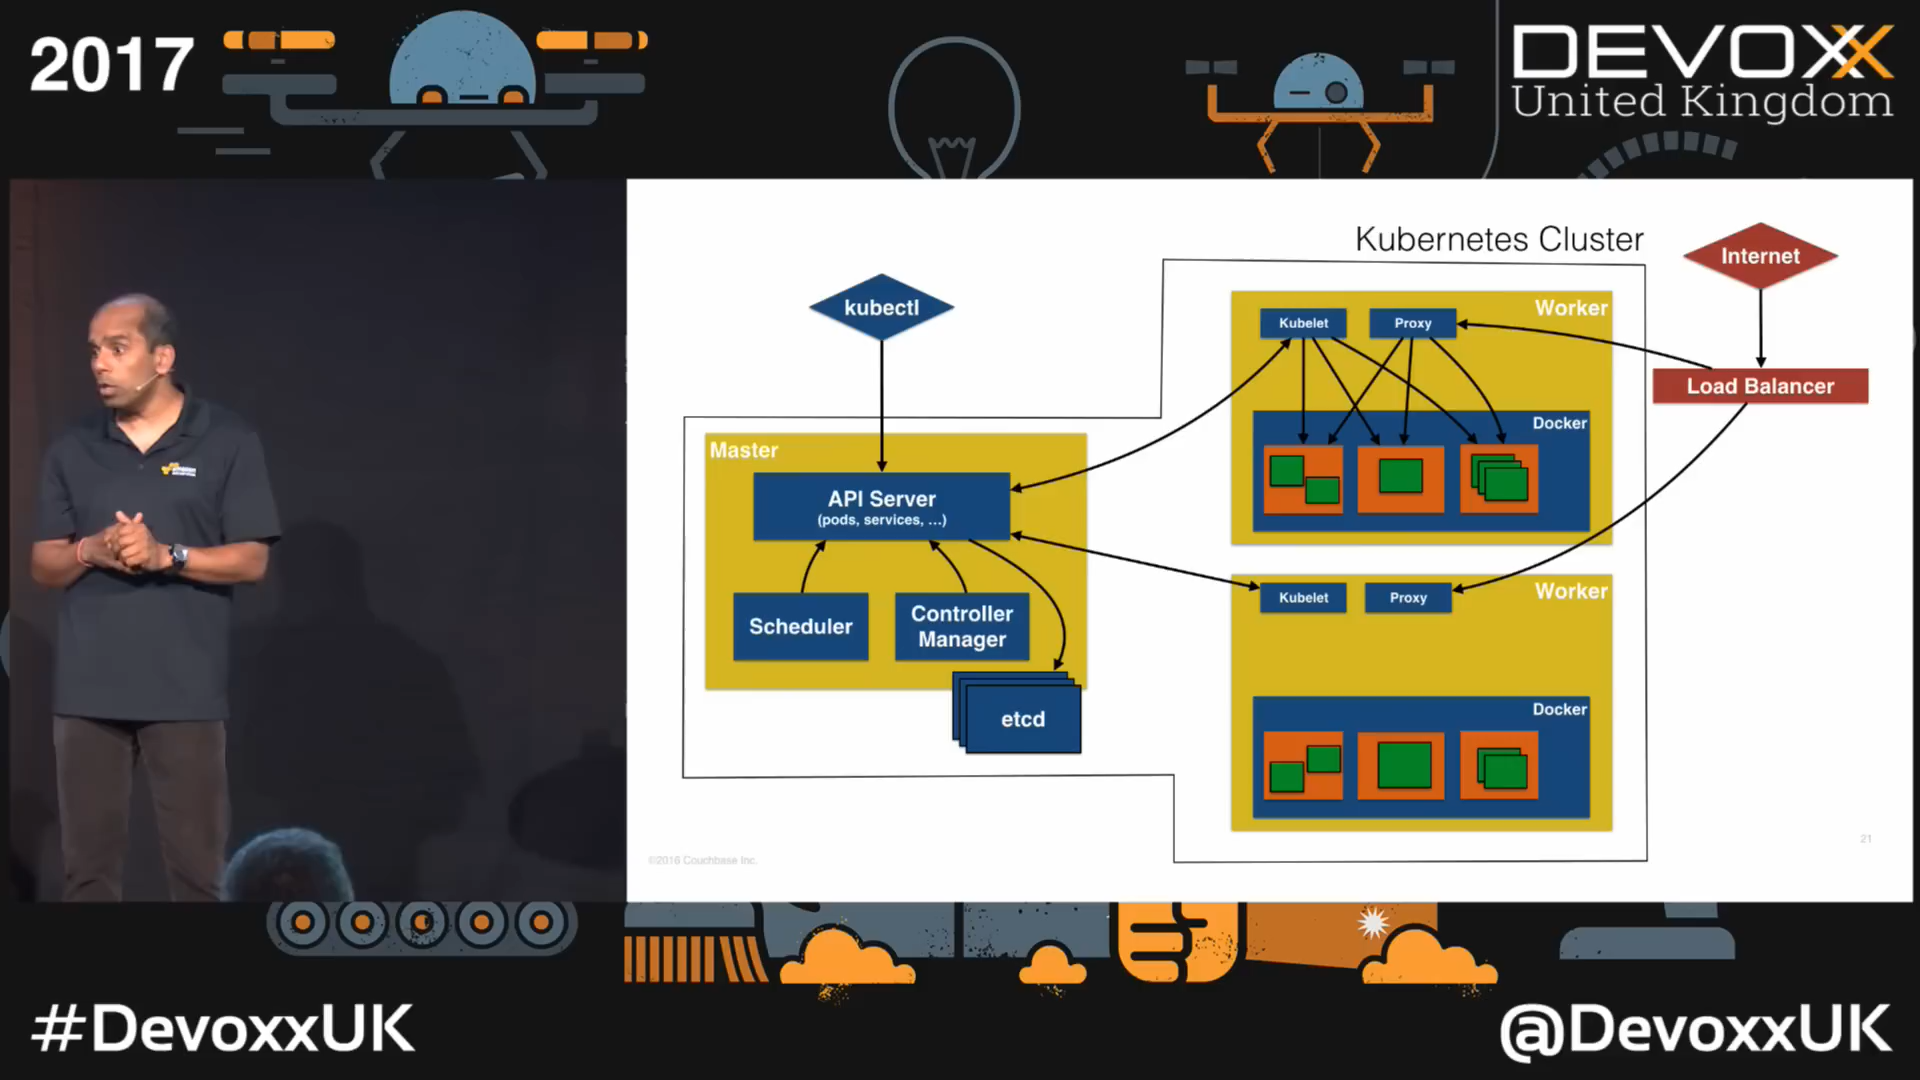 2017
DEVOXX
United Kingdom
Kubernetes Cluster
Internet
kubectl
Worker
Kubelet
Proxy
Load Balancer
Docker
Master
API Server
(pods, services, ...)
Scheduler
Controller
Manager
etcd
Worker
Kubelet
Proxy
Docker
©2016 Couchbase Inc.
21
#DevoxxUK
@DevoxxUK